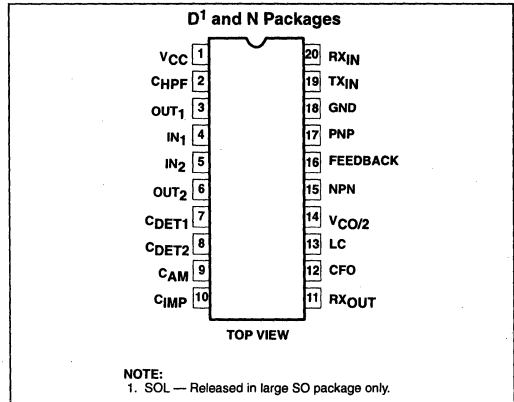 D1 and N Packages
VCC 1
CHPF 2
OUT1 3
IN1 4
IN2 5
OUT2 6
CDET1 7
CDET2 8
CAM 9
CIMP 10
20 RXIN
19 TXIN
18 GND
17 PNP
16 FEEDBACK
15 NPN
14 VCO/2
13 LC
12 CFO
11 RXOUT
TOP VIEW
NOTE:
1. SOL — Released in large SO package only.